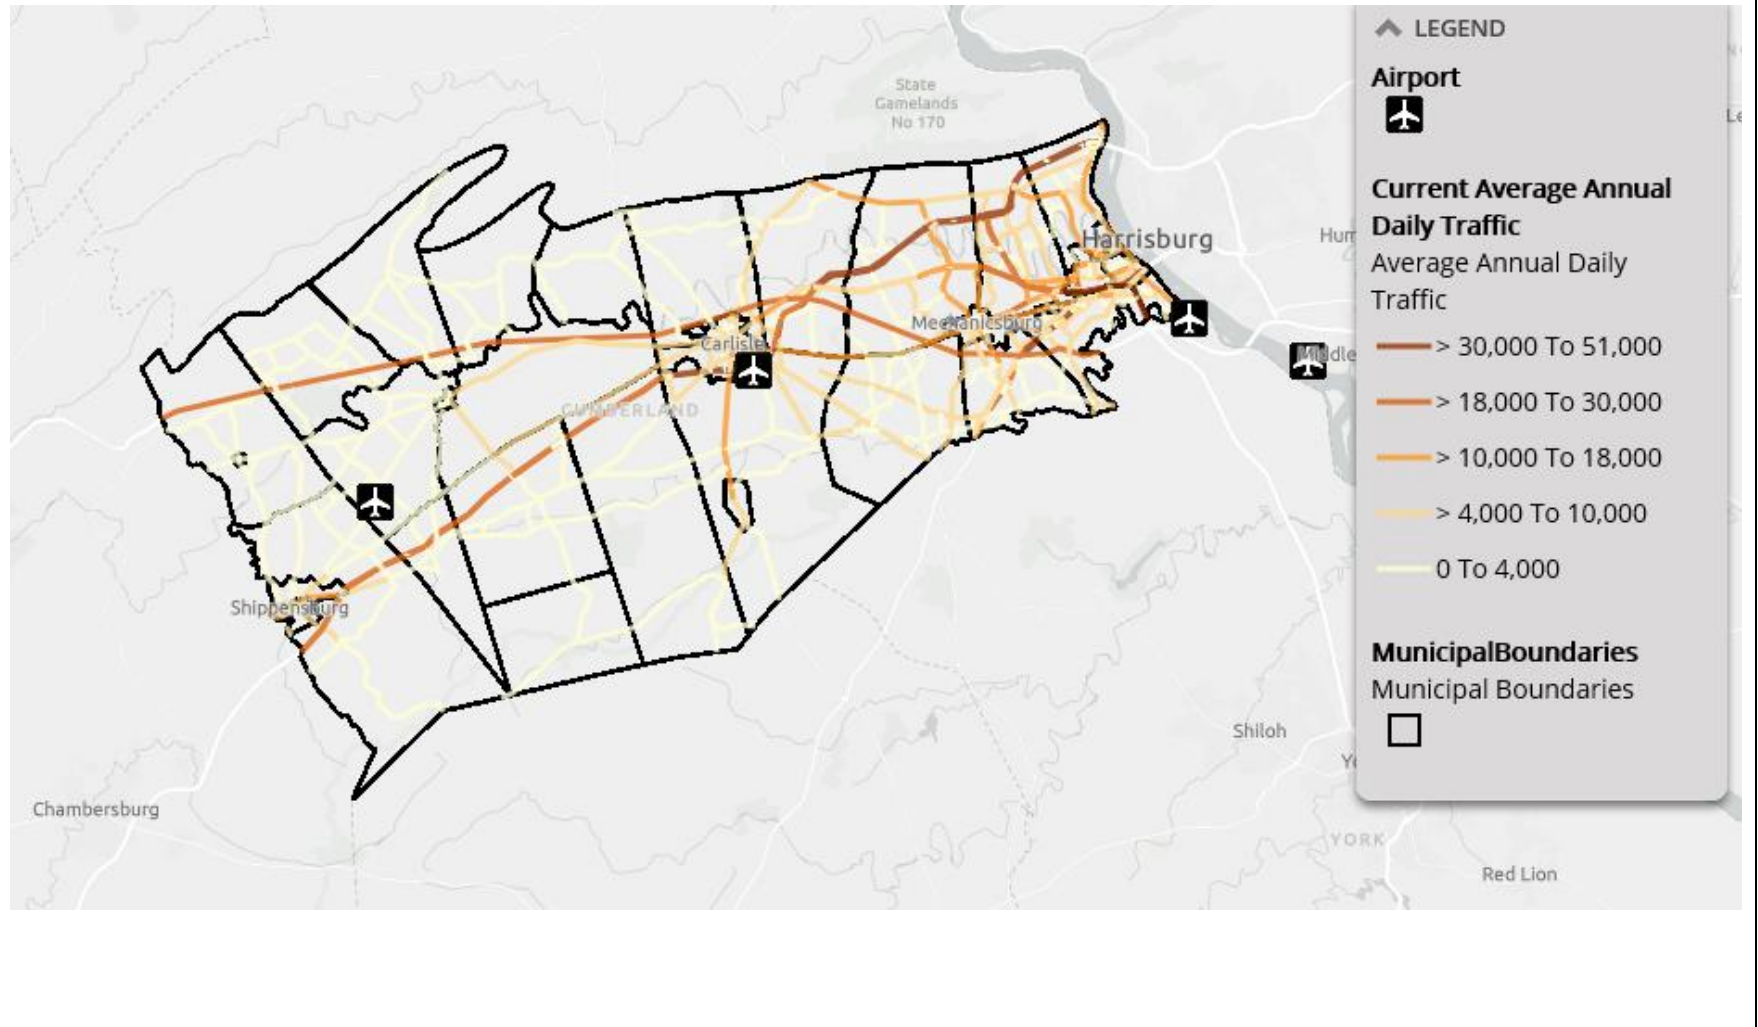 State
Gamelands
No 170
Harrisburg
Mechanicsburg
Carlisle
CUMBERLAND
Shippensburg
Chambersburg
Shiloh
YORK
Red Lion
LEGEND
Airport
Current Average Annual
Daily Traffic
Average Annual Daily
Traffic
> 30,000 To 51,000
> 18,000 To 30,000
> 10,000 To 18,000
> 4,000 To 10,000
0 To 4,000
MunicipalBoundaries
Municipal Boundaries